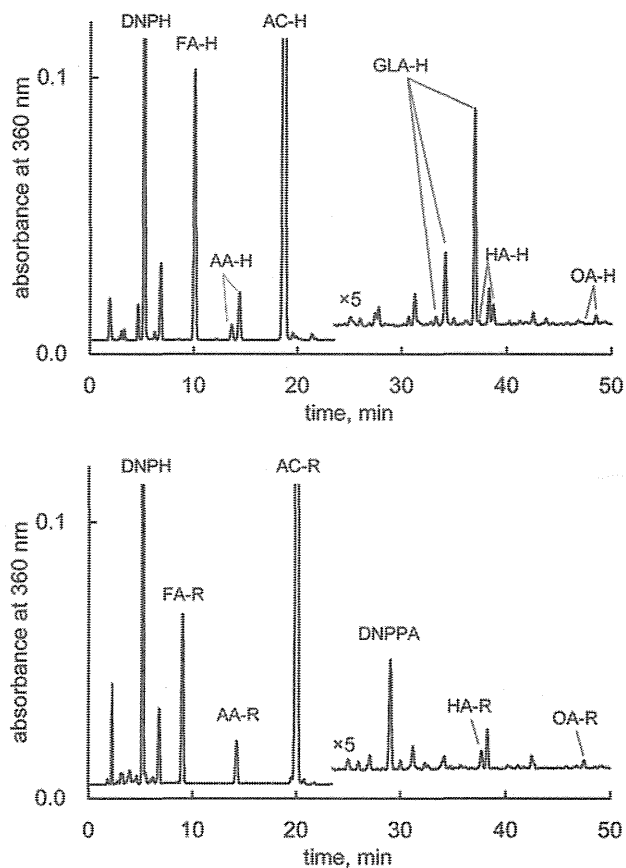 DNPH
FA-H
AC-H
AA-H
GLA-H
HA-H
OA-H
×5
0.1
0.0
absorbance at 360 nm
0 10 20 30 40 50
time, min
DNPH
AC-R
FA-R
AA-R
DNPPA
HA-R
OA-R
×5
0.1
0.0
absorbance at 360 nm
0 10 20 30 40 50
time, min